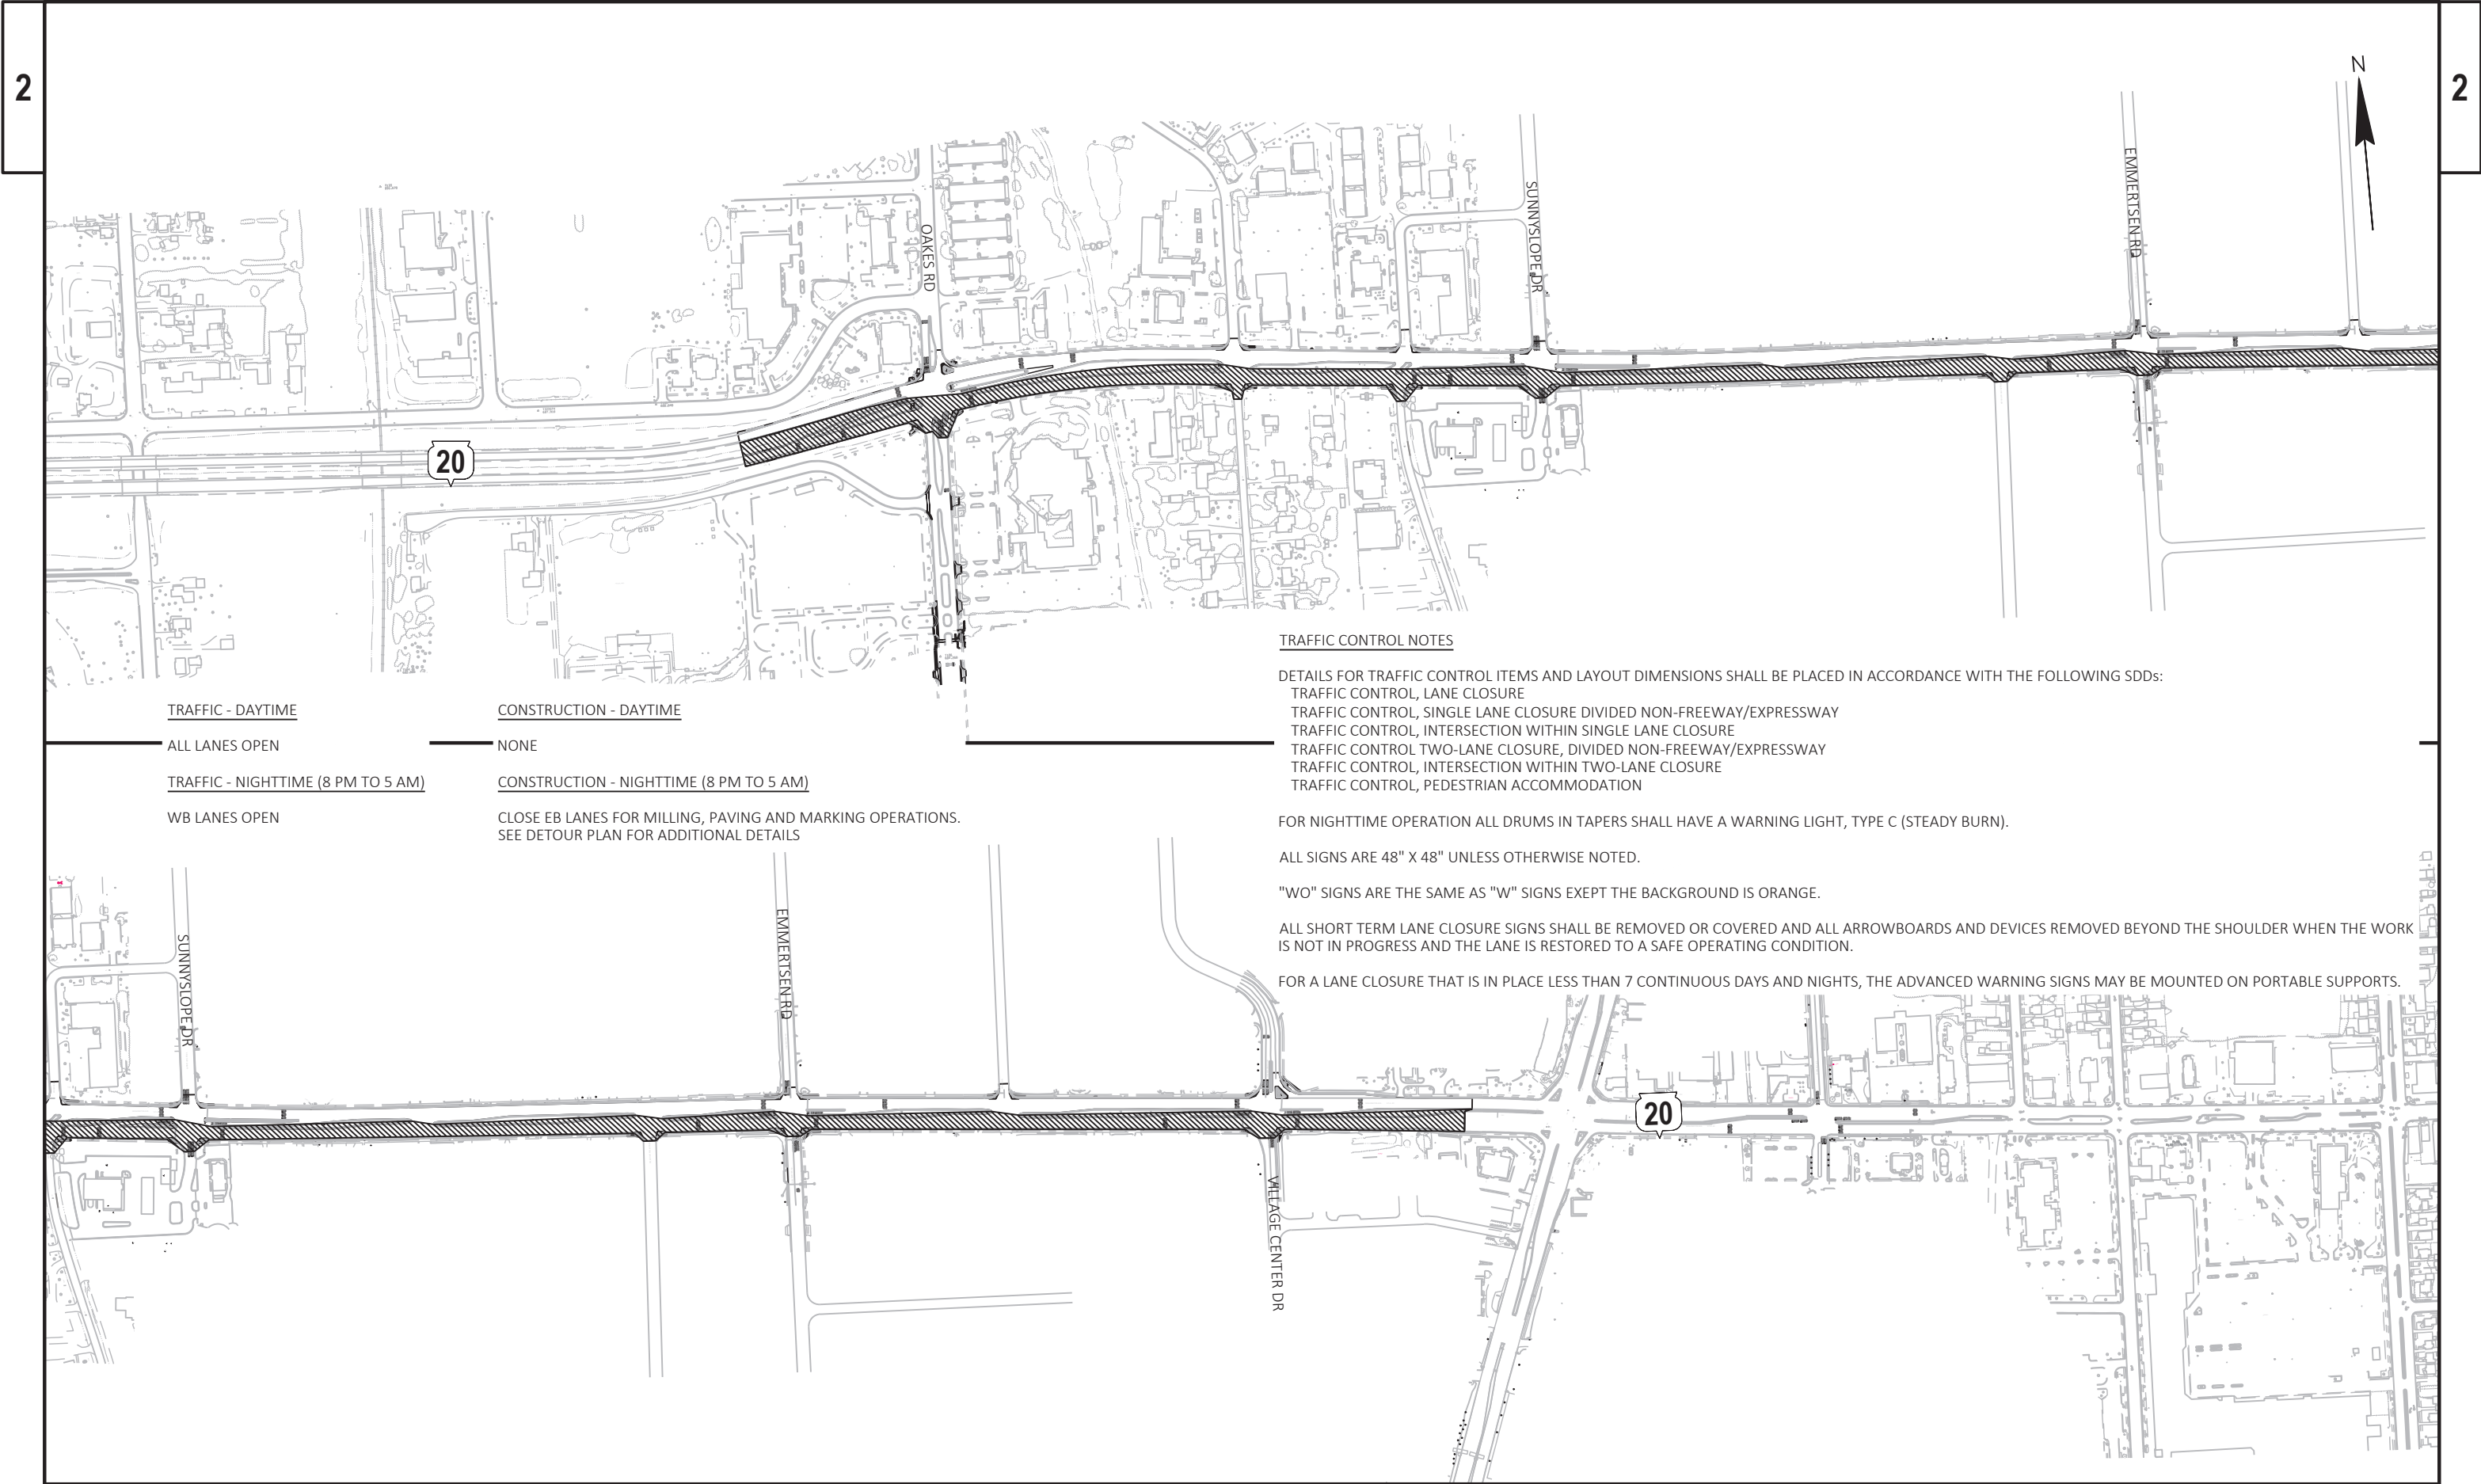 2
2
N
OAKES RD
SUNNYSLOPE DR
EMMERTSEN RD
20
TRAFFIC CONTROL NOTES
DETAILS FOR TRAFFIC CONTROL ITEMS AND LAYOUT DIMENSIONS SHALL BE PLACED IN ACCORDANCE WITH THE FOLLOWING SDDs:
TRAFFIC CONTROL, LANE CLOSURE
TRAFFIC CONTROL, SINGLE LANE CLOSURE DIVIDED NON-FREEWAY/EXPRESSWAY
TRAFFIC CONTROL, INTERSECTION WITHIN SINGLE LANE CLOSURE
TRAFFIC CONTROL TWO-LANE CLOSURE, DIVIDED NON-FREEWAY/EXPRESSWAY
TRAFFIC CONTROL, INTERSECTION WITHIN TWO-LANE CLOSURE
TRAFFIC CONTROL, PEDESTRIAN ACCOMMODATION
FOR NIGHTTIME OPERATION ALL DRUMS IN TAPERS SHALL HAVE A WARNING LIGHT, TYPE C (STEADY BURN).
ALL SIGNS ARE 48" X 48" UNLESS OTHERWISE NOTED.
"WO" SIGNS ARE THE SAME AS "W" SIGNS EXEPT THE BACKGROUND IS ORANGE.
ALL SHORT TERM LANE CLOSURE SIGNS SHALL BE REMOVED OR COVERED AND ALL ARROWBOARDS AND DEVICES REMOVED BEYOND THE SHOULDER WHEN THE WORK
IS NOT IN PROGRESS AND THE LANE IS RESTORED TO A SAFE OPERATING CONDITION.
FOR A LANE CLOSURE THAT IS IN PLACE LESS THAN 7 CONTINUOUS DAYS AND NIGHTS, THE ADVANCED WARNING SIGNS MAY BE MOUNTED ON PORTABLE SUPPORTS.
TRAFFIC - DAYTIME
ALL LANES OPEN
TRAFFIC - NIGHTTIME (8 PM TO 5 AM)
WB LANES OPEN
CONSTRUCTION - DAYTIME
NONE
CONSTRUCTION - NIGHTTIME (8 PM TO 5 AM)
CLOSE EB LANES FOR MILLING, PAVING AND MARKING OPERATIONS.
SEE DETOUR PLAN FOR ADDITIONAL DETAILS
SUNNYSLOPE DR
EMMERTSEN RD
VILLAGE CENTER DR
20